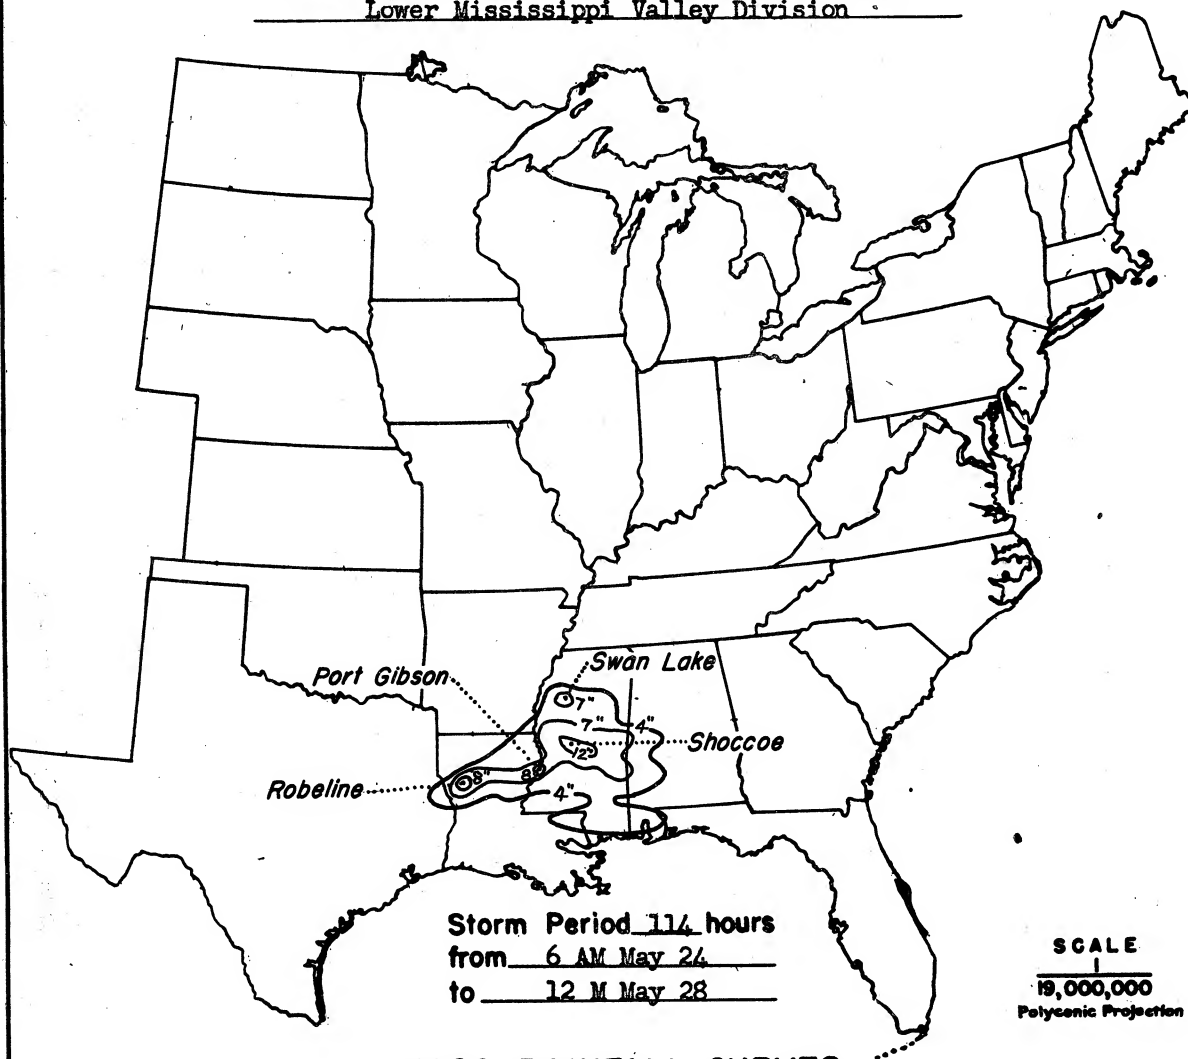 Lower Mississippi Valley Division
Swan Lake
Port Gibson
7"
7"
4"
Shoccoe
12"
8"
8"
Robeline
4"
Storm Period 114 hours
from 6 AM May 24
to 12 M May 28
SCALE
1
19,000,000
Polyconic Projection